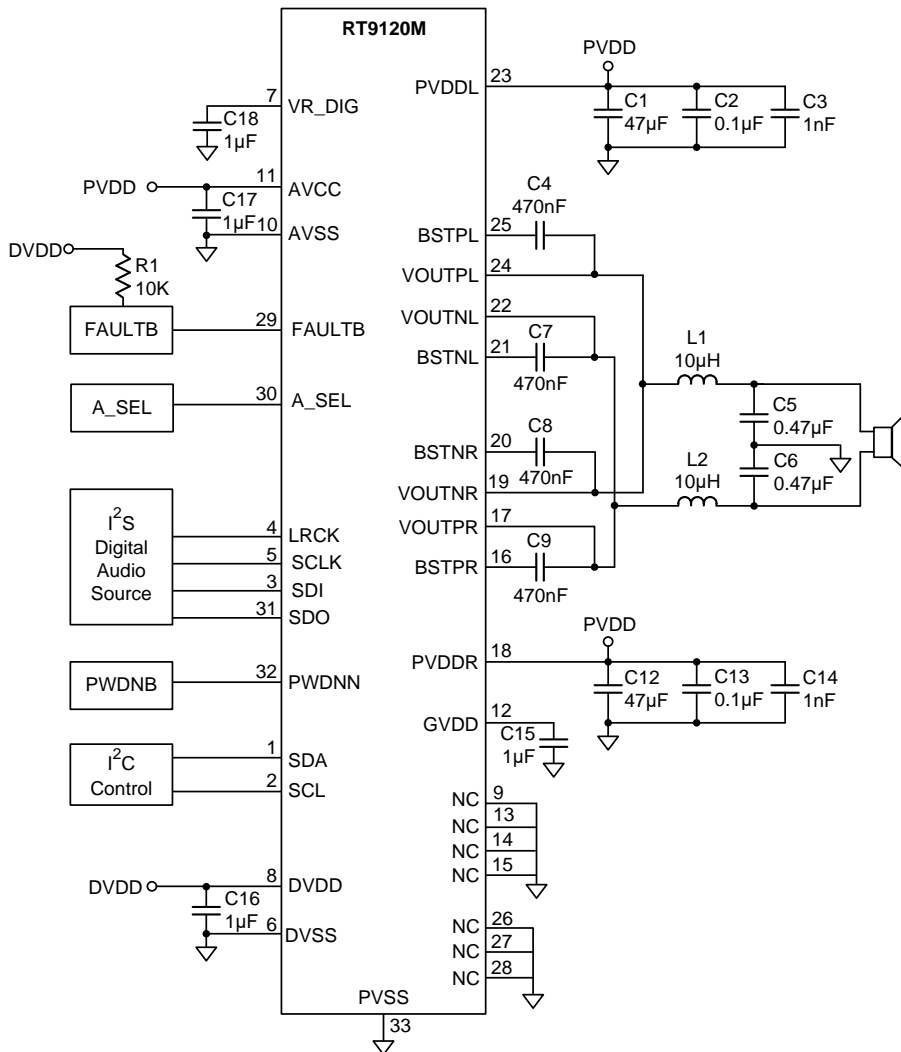 RT9120M
7
VR_DIG
C18
1µF
PVDD
11
AVCC
C17
1µF
10
AVSS
DVDD
R1
10K
FAULTB
29
FAULTB
A_SEL
30
A_SEL
I²S
Digital
Audio
Source
4
LRCK
5
SCLK
3
SDI
31
SDO
PWDNB
32
PWDNN
I²C
Control
1
SDA
2
SCL
DVDD
8
DVDD
C16
1µF
6
DVSS
PVSS
33
PVDD
PVDDL
23
C1
47µF
C2
0.1µF
C3
1nF
C4
470nF
BSTPL
25
VOUTPL
24
VOUTNL
22
BSTNL
21
C7
470nF
L1
10µH
C5
0.47µF
C6
0.47µF
L2
10µH
BSTNR
20
C8
470nF
VOUTNR
19
VOUTPR
17
BSTPR
16
C9
470nF
PVDD
PVDDR
18
C12
47µF
C13
0.1µF
C14
1nF
GVDD
12
C15
1µF
NC
9
NC
13
NC
14
NC
15
NC
26
NC
27
NC
28